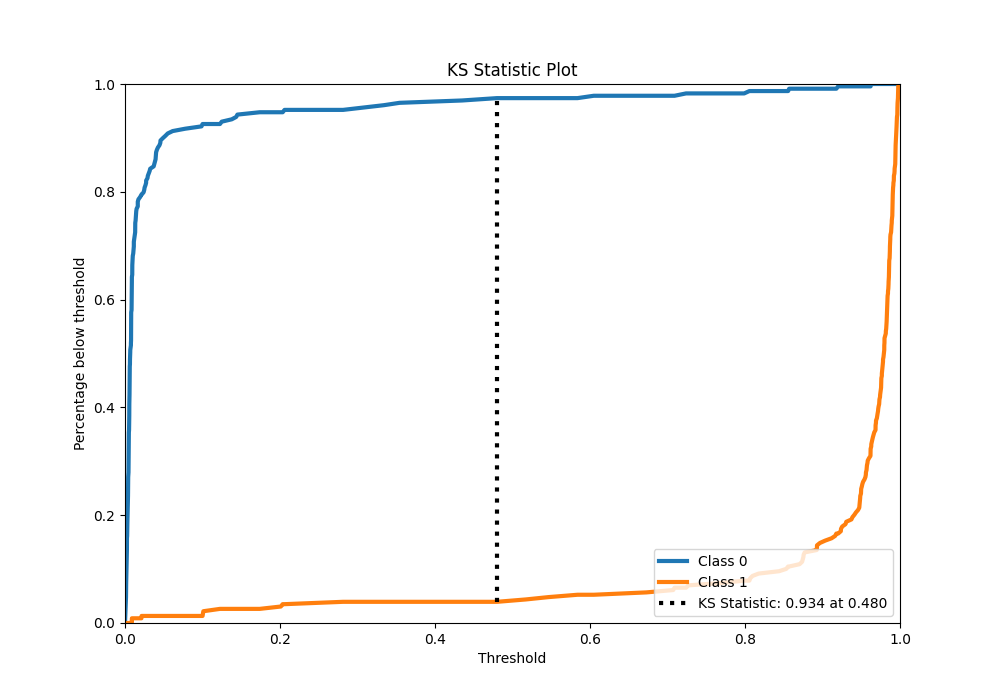 KS Statistic Plot
Percentage below threshold
1.0
0.8
0.6
0.4
0.2
0.0
0.0 0.2 0.4 0.6 0.8 1.0
Threshold
Class 0
Class 1
KS Statistic: 0.934 at 0.480